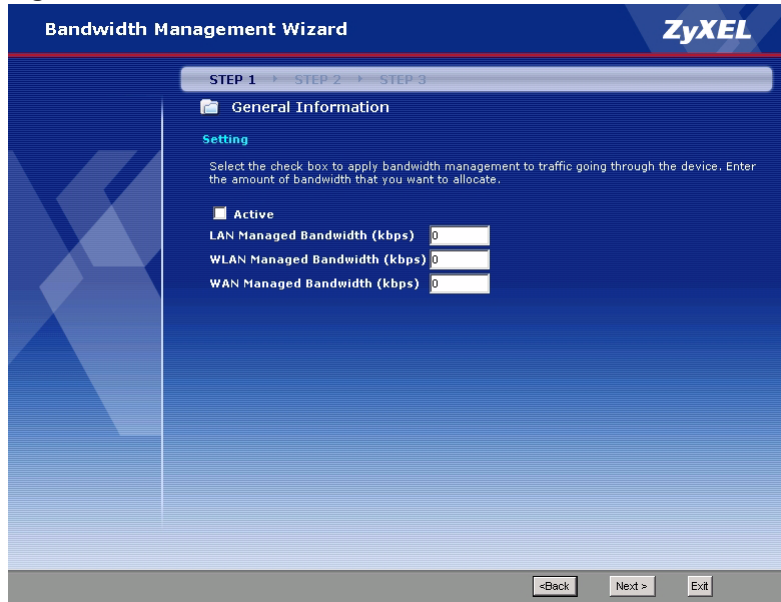 Bandwidth Management Wizard
ZyXEL
STEP 1 STEP 2 STEP 3
General Information
Setting
Select the check box to apply bandwidth management to traffic going through the device. Enter
the amount of bandwidth that you want to allocate.
Active
LAN Managed Bandwidth (kbps) 0
WLAN Managed Bandwidth (kbps) 0
WAN Managed Bandwidth (kbps) 0
<Back Next > Exit